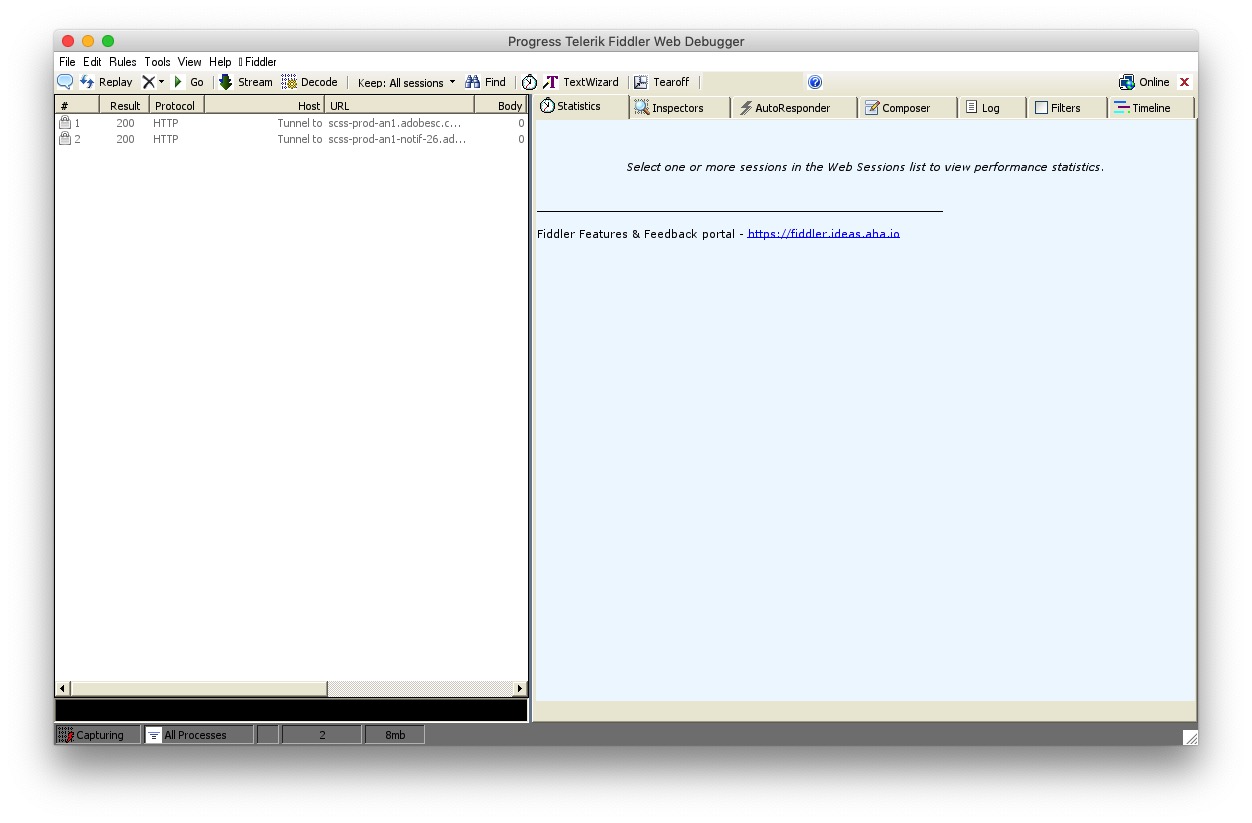 Progress Telerik Fiddler Web Debugger
File Edit Rules Tools View Help Fiddler
Replay Go Stream Decode Keep: All sessions Find TextWizard Tearoff Online
# Result Protocol Host URL Body
Statistics Inspectors AutoResponder Composer Log Filters Timeline
1 200 HTTP Tunnel to scss-prod-an1.adobesc.c... 0
2 200 HTTP Tunnel to scss-prod-an1-notif-26.ad... 0
Select one or more sessions in the Web Sessions list to view performance statistics.
Fiddler Features & Feedback portal - https://fiddler.ideas.aha.io
Capturing All Processes 2 8mb